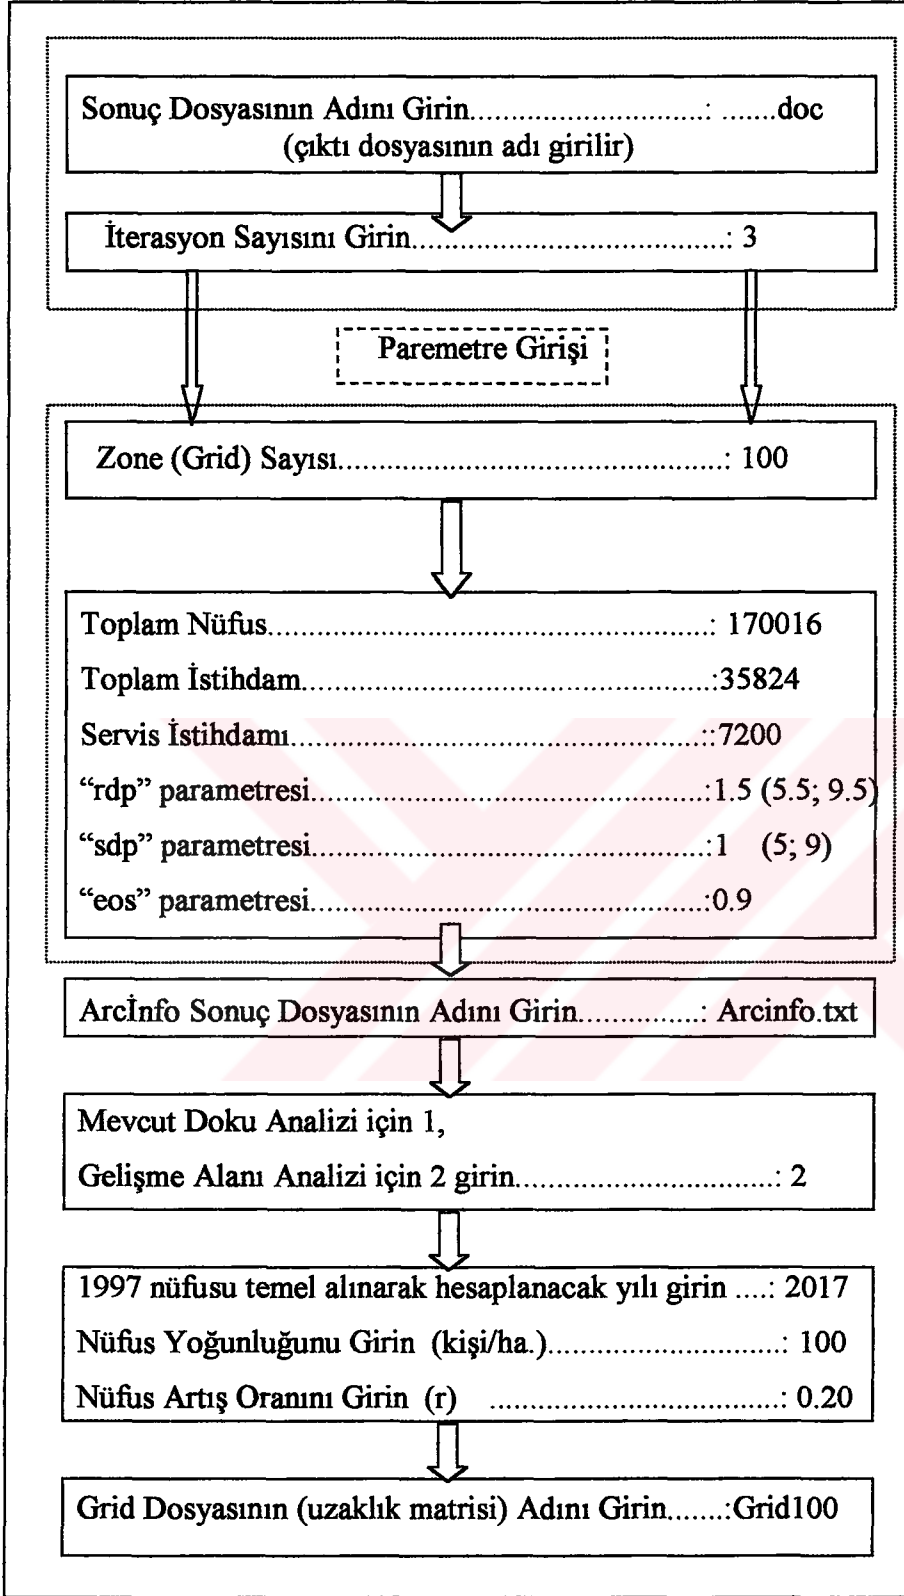 Sonuç Dosyasının Adını Girin..............................: .......doc
(çıktı dosyasının adı girilir)
İterasyon Sayısını Girin........................................: 3
Paremetre Girişi
Zone (Grid) Sayısı.................................................: 100
Toplam Nüfus........................................................: 170016
Toplam İstihdam....................................................:35824
Servis İstihdamı....................................................::7200
“rdp” parametresi..................................................:1.5 (5.5; 9.5)
“sdp” parametresi..................................................:1 (5; 9)
“eos” parametresi..................................................:0.9
Arcİnfo Sonuç Dosyasının Adını Girin...............: Arcinfo.txt
Mevcut Doku Analizi için 1,
Gelişme Alanı Analizi için 2 girin.................................: 2
1997 nüfusu temel alınarak hesaplanacak yılı girin ....: 2017
Nüfus Yoğunluğunu Girin (kişi/ha.).............................: 100
Nüfus Artış Oranını Girin (r) .....................................: 0.20
Grid Dosyasının (uzaklık matrisi) Adını Girin.......:Grid100